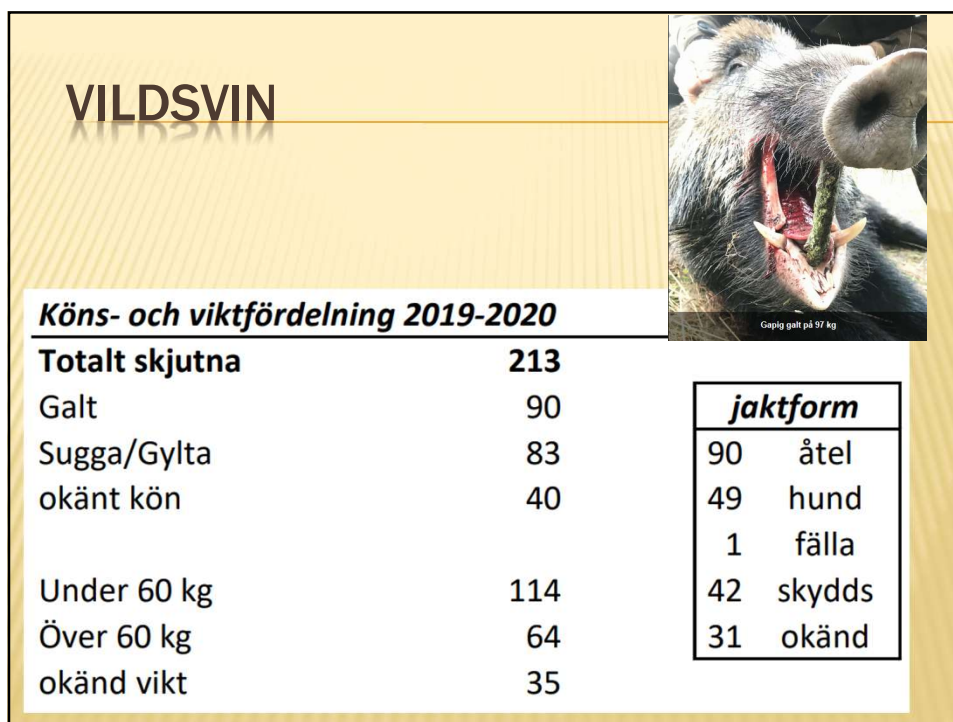 VILDSVIN
Gapig galt på 97 kg
Köns- och viktfördelning 2019-2020
Totalt skjutna 213
Galt 90
Sugga/Gylta 83
okänt kön 40
Under 60 kg 114
Över 60 kg 64
okänd vikt 35
jaktform
90 åtel
49 hund
1 fälla
42 skydds
31 okänd